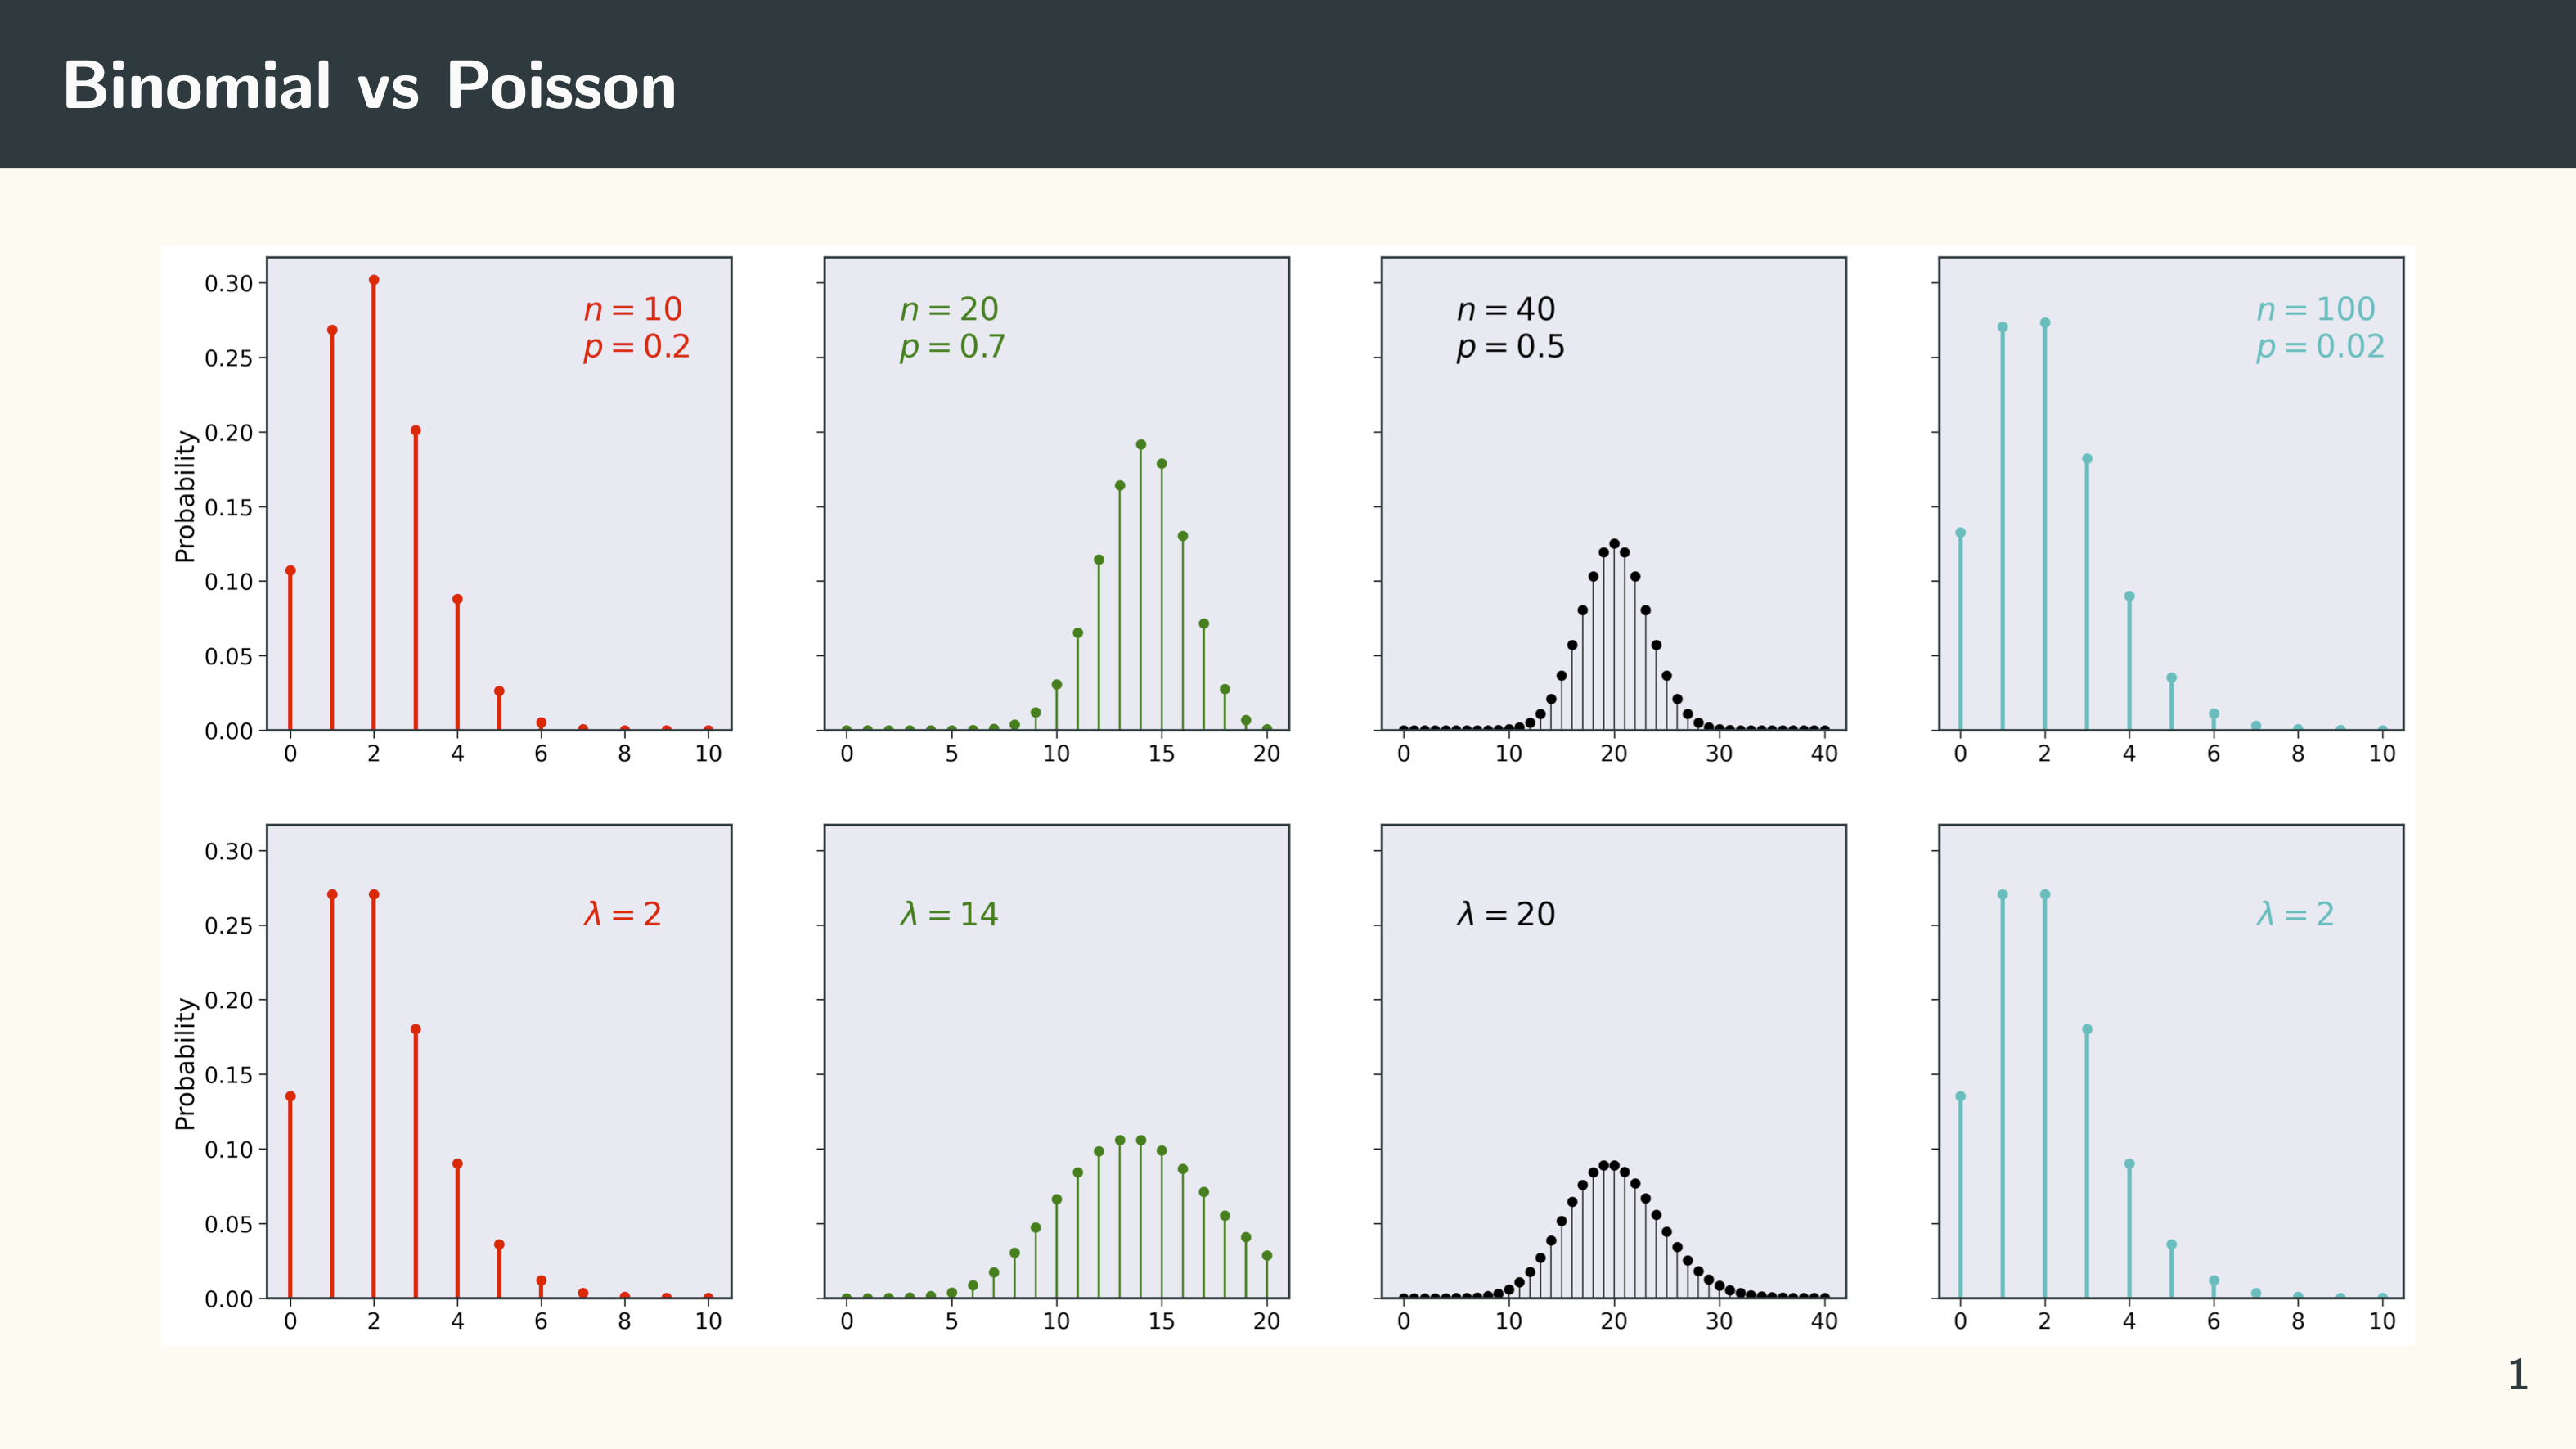 Binomial vs Poisson
Probability
0.30
0.25
0.20
0.15
0.10
0.05
0.00
n = 10
p = 0.2
0 2 4 6 8 10
n = 20
p = 0.7
0 5 10 15 20
n = 40
p = 0.5
0 10 20 30 40
n = 100
p = 0.02
0 2 4 6 8 10
Probability
0.30
0.25
0.20
0.15
0.10
0.05
0.00
λ = 2
0 2 4 6 8 10
λ = 14
0 5 10 15 20
λ = 20
0 10 20 30 40
λ = 2
0 2 4 6 8 10
1